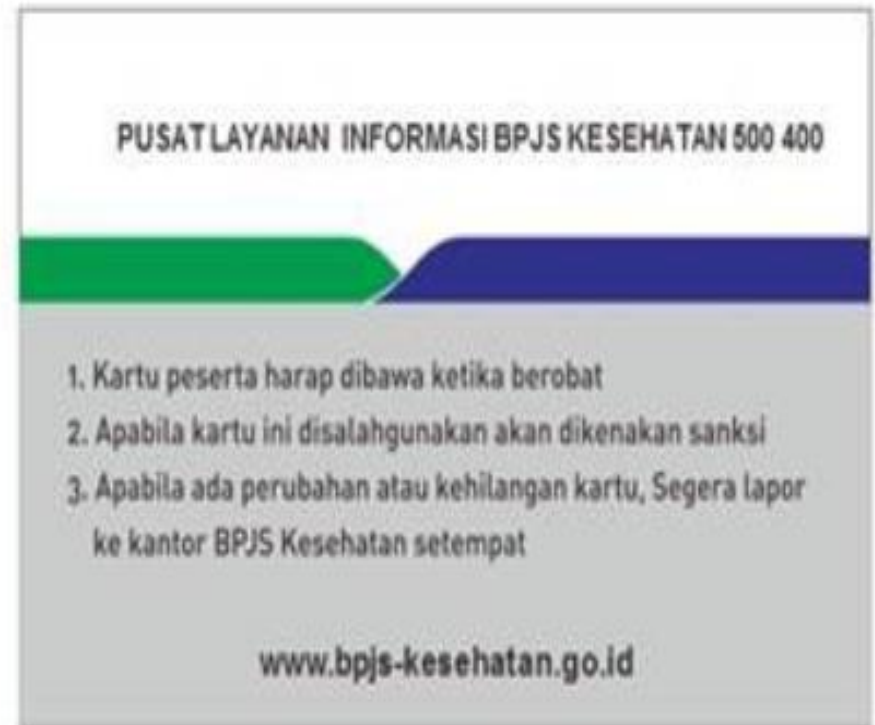 PUSAT LAYANAN INFORMASI BPJS KESEHATAN 500 400
1. Kartu peserta harap dibawa ketika berobat
2. Apabila kartu ini disalahgunakan akan dikenakan sanksi
3. Apabila ada perubahan atau kehilangan kartu, Segera lapor
ke kantor BPJS Kesehatan setempat
www.bpjs-kesehatan.go.id